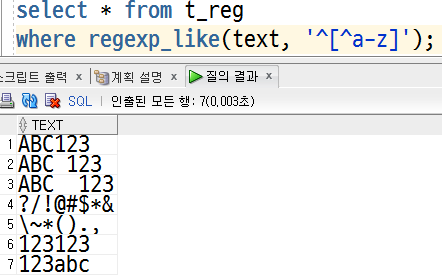 select * from t_reg
where regexp_like(text, '^[^a-z]');
스크립트 출력 × 계획 설명 × 질의 결과 ×
SQL | 인출된 모든 행: 7(0,003초)
TEXT
1 ABC123
2 ABC 123
3 ABC  123
4 ?/!@#$*&
5 \~*().,
6 123123
7 123abc